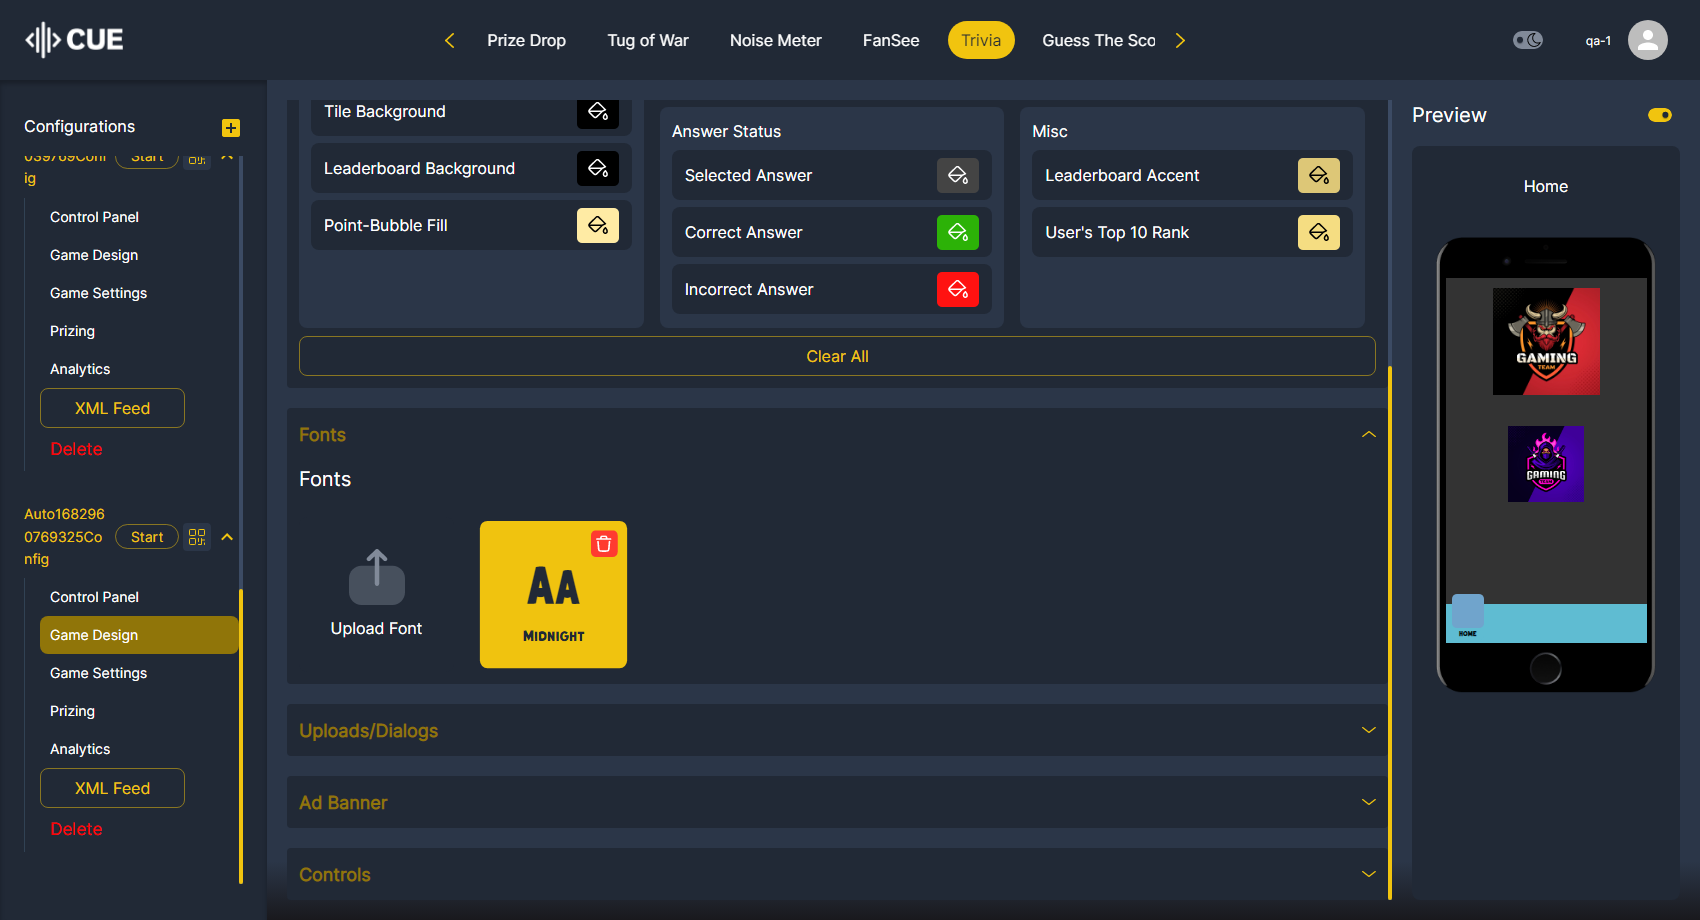 CUE
Prize Drop
Tug of War
Noise Meter
FanSee
Trivia
Guess The Sco
qa-1
Configurations
039769Conf
ig
Start
Control Panel
Game Design
Game Settings
Prizing
Analytics
XML Feed
Delete
Auto168296
0769325Co
nfig
Start
Control Panel
Game Design
Game Settings
Prizing
Analytics
XML Feed
Delete
Tile Background
Leaderboard Background
Point-Bubble Fill
Answer Status
Selected Answer
Correct Answer
Incorrect Answer
Misc
Leaderboard Accent
User's Top 10 Rank
Clear All
Fonts
Fonts
Upload Font
AA
MIDNIGHT
Uploads/Dialogs
Ad Banner
Controls
Preview
Home
GAMING
TEAM
GAMING
TEAM
HOME